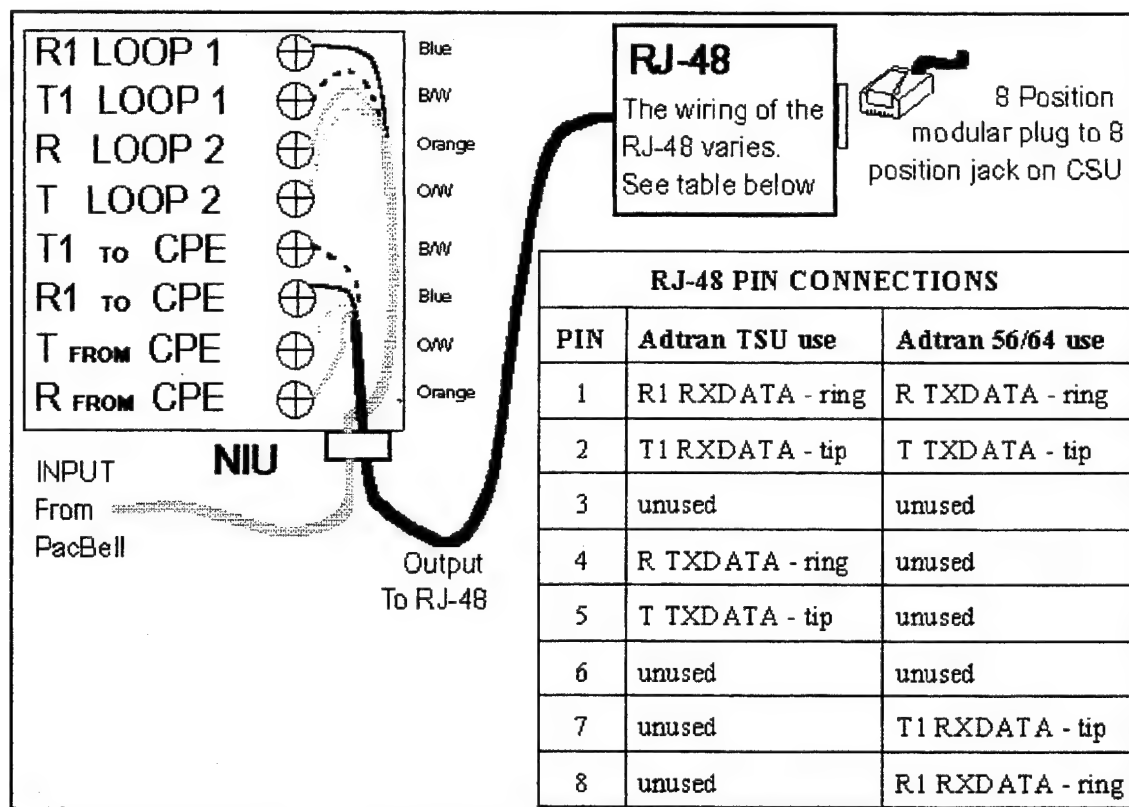 R1 LOOP 1 Blue
T1 LOOP 1 B/W
R LOOP 2 Orange
T LOOP 2 O/W
T1 TO CPE B/W
R1 TO CPE Blue
T FROM CPE O/W
R FROM CPE Orange
NIU
INPUT
From
PacBell
Output
To RJ-48
RJ-48
The wiring of the
RJ-48 varies.
See table below
8 Position
modular plug to 8
position jack on CSU
RJ-48 PIN CONNECTIONS
PIN Adtran TSU use Adtran 56/64 use
1 R1 RXDATA - ring R TXDATA - ring
2 T1 RXDATA - tip T TXDATA - tip
3 unused unused
4 R TXDATA - ring unused
5 T TXDATA - tip unused
6 unused unused
7 unused T1 RXDATA - tip
8 unused R1 RXDATA - ring